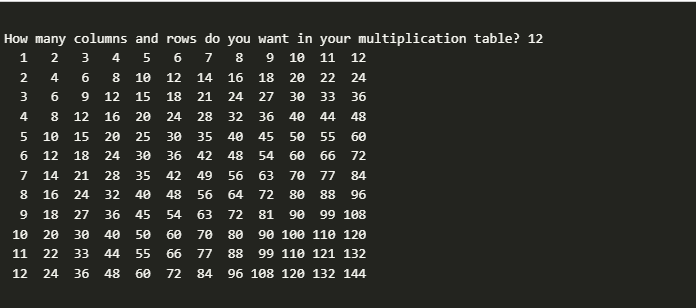 How many columns and rows do you want in your multiplication table? 12
  1   2   3   4   5   6   7   8   9  10  11  12
  2   4   6   8  10  12  14  16  18  20  22  24
  3   6   9  12  15  18  21  24  27  30  33  36
  4   8  12  16  20  24  28  32  36  40  44  48
  5  10  15  20  25  30  35  40  45  50  55  60
  6  12  18  24  30  36  42  48  54  60  66  72
  7  14  21  28  35  42  49  56  63  70  77  84
  8  16  24  32  40  48  56  64  72  80  88  96
  9  18  27  36  45  54  63  72  81  90  99 108
 10  20  30  40  50  60  70  80  90 100 110 120
 11  22  33  44  55  66  77  88  99 110 121 132
 12  24  36  48  60  72  84  96 108 120 132 144